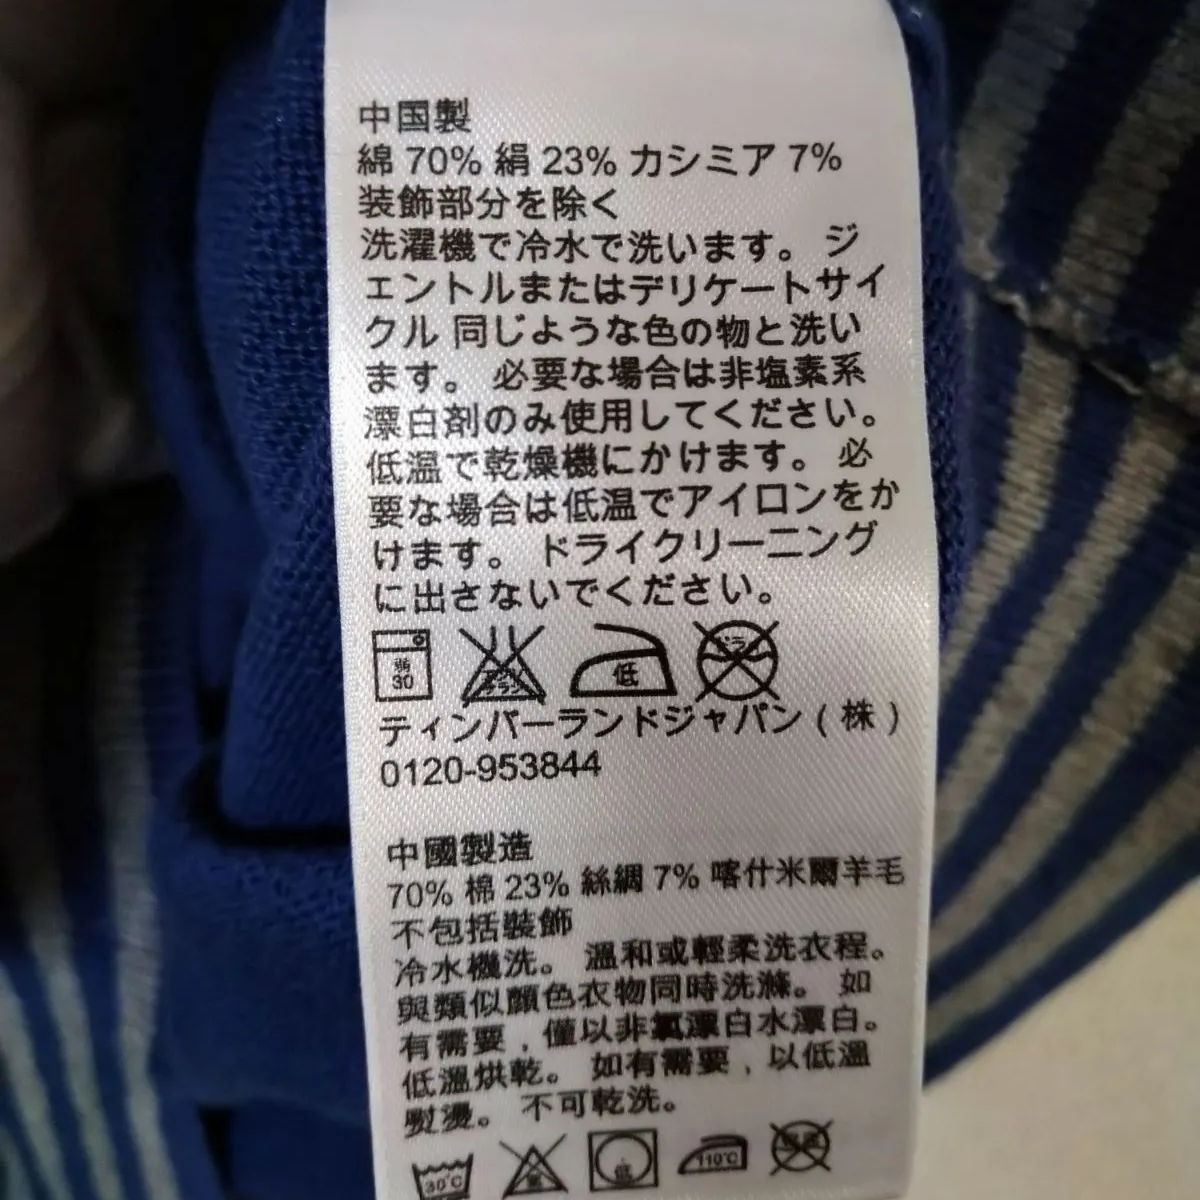 中国製
綿 70% 絹 23% カシミア 7%
装飾部分を除く
洗濯機で冷水で洗います。 ジ
ェントルまたはデリケートサイ
クル 同じような色の物と洗い
ます。 必要な場合は非塩素系
漂白剤のみ使用してください。
低温で乾燥機にかけます。 必
要な場合は低温でアイロンをか
けます。 ドライクリーニング
に出さないでください。
弱
30
低
ドライ
ティンバーランドジャパン ( 株 )
0120-953844
中國製造
70% 棉 23% 絲綢 7% 喀什米爾羊毛
不包括裝飾
冷水機洗。 溫和或輕柔洗衣程。
與類似顏色衣物同時洗滌。 如
有需要 , 僅以非氯漂白水漂白。
低溫烘乾。 如有需要 , 以低溫
熨燙。 不可乾洗。
30°C
低
110°C